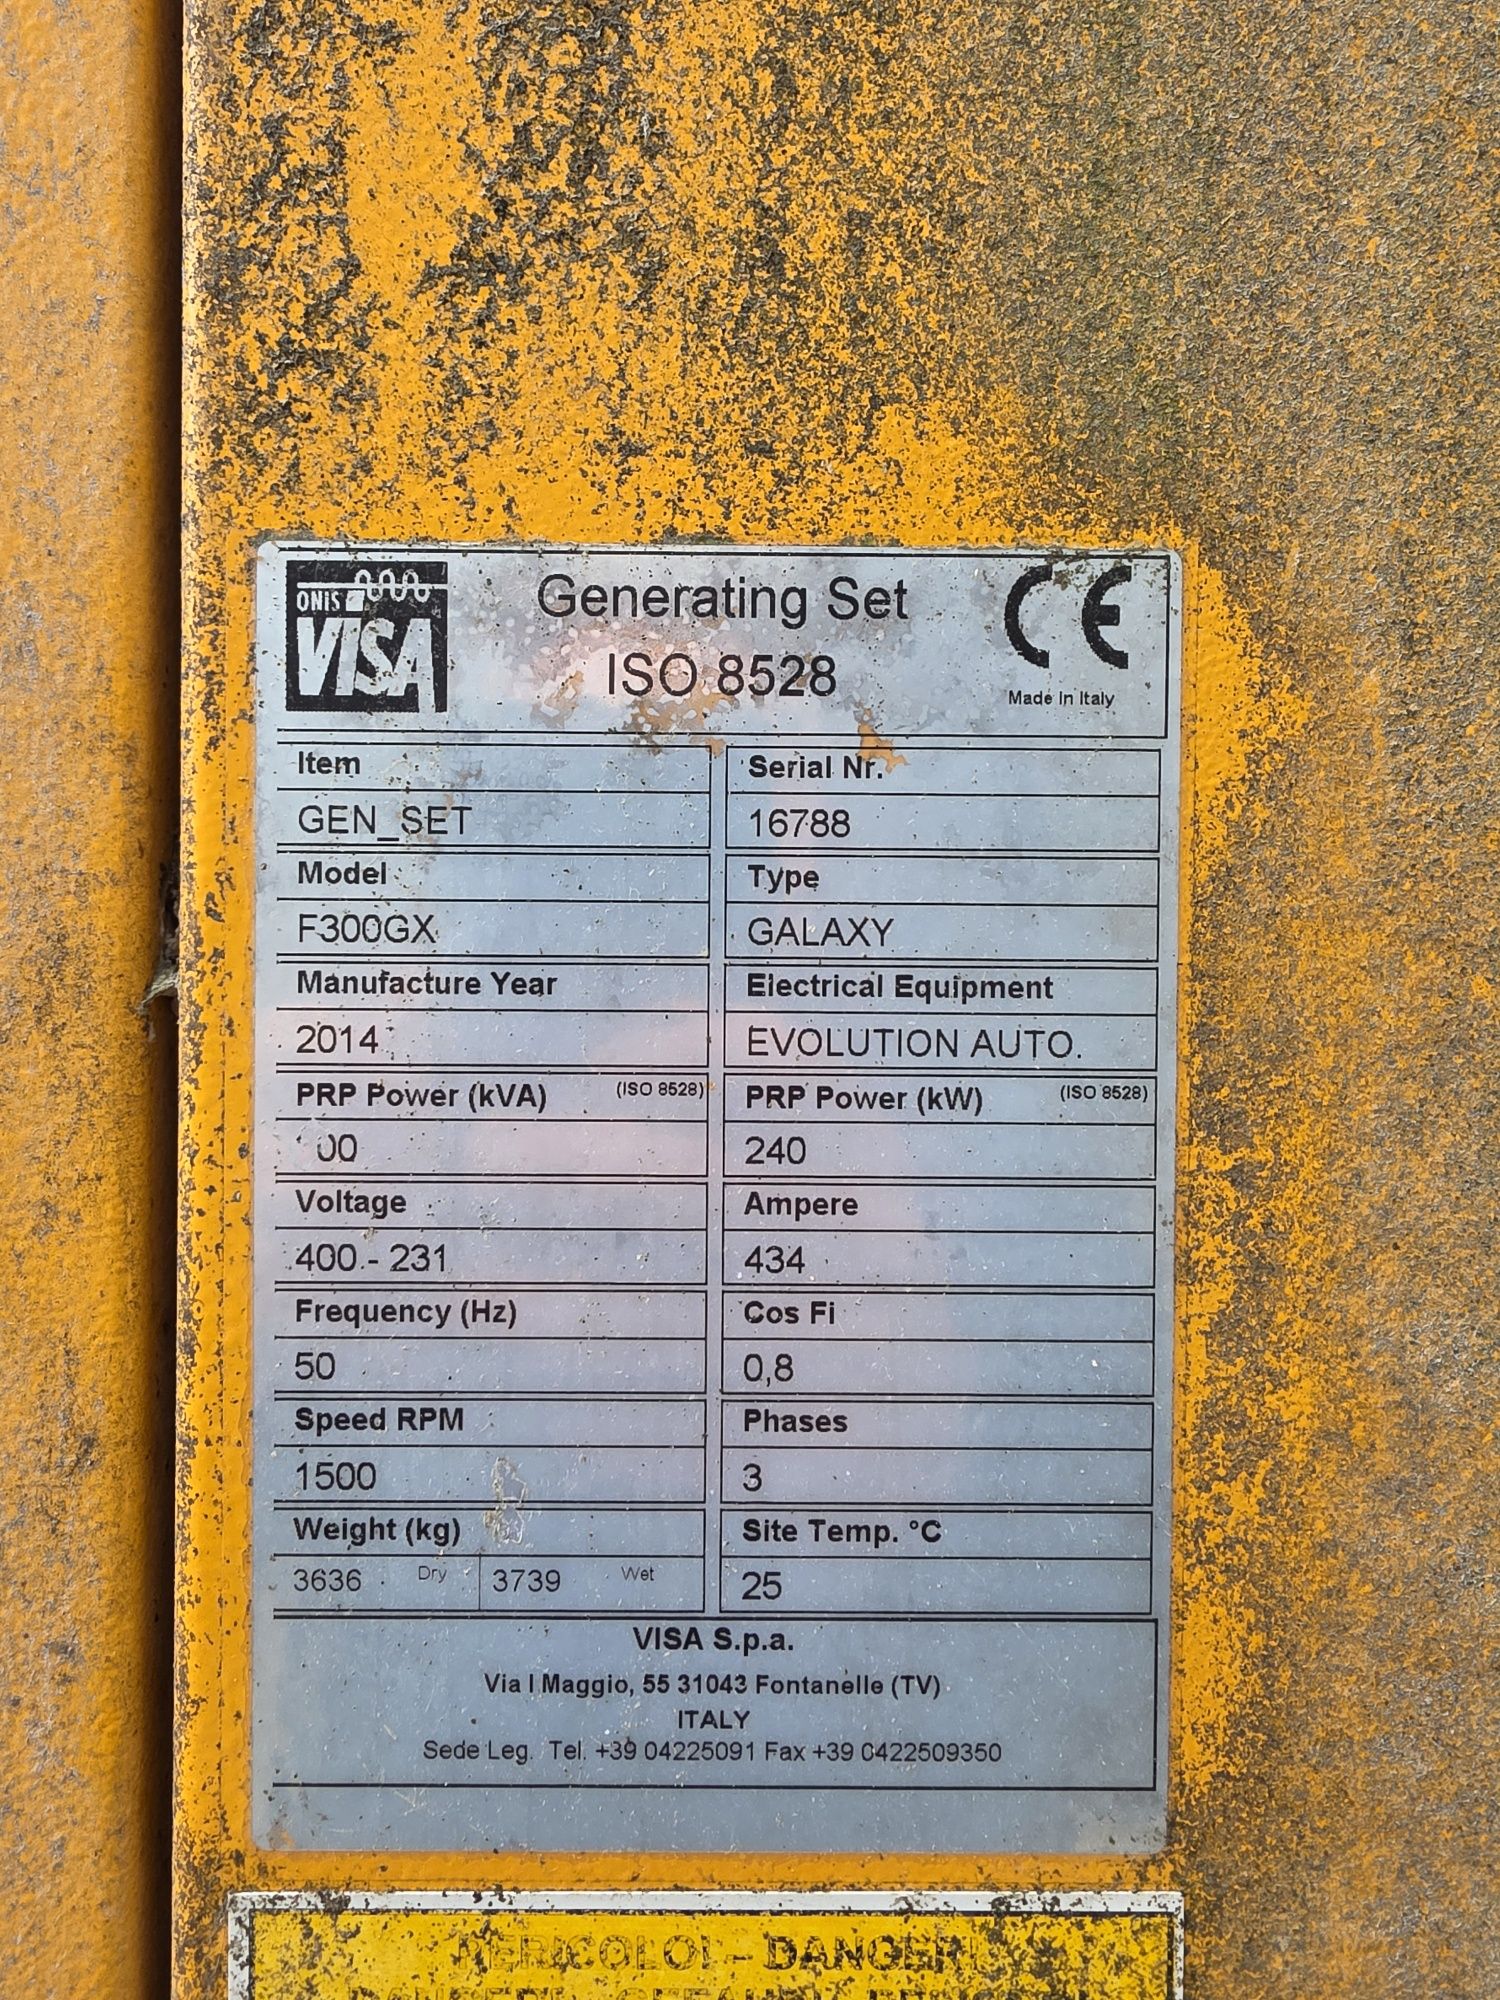 ONIS
VISA
Generating Set
ISO 8528
CE
Made in Italy
Item
Serial Nr.
GEN_SET
16788
Model
Type
F300GX
GALAXY
Manufacture Year
Electrical Equipment
2014
EVOLUTION AUTO.
PRP Power (kVA) (ISO 8528)
PRP Power (kW) (ISO 8528)
00
240
Voltage
Ampere
400 - 231
434
Frequency (Hz)
Cos Fi
50
0,8
Speed RPM
Phases
1500
3
Weight (kg)
Site Temp. °C
3636 Dry 3739 Wet
25
VISA S.p.a.
Via I Maggio, 55 31043 Fontanelle (TV)
ITALY
Sede Leg. Tel. +39 04225091 Fax +39 0422509350
PERICOLO! - DANGER!